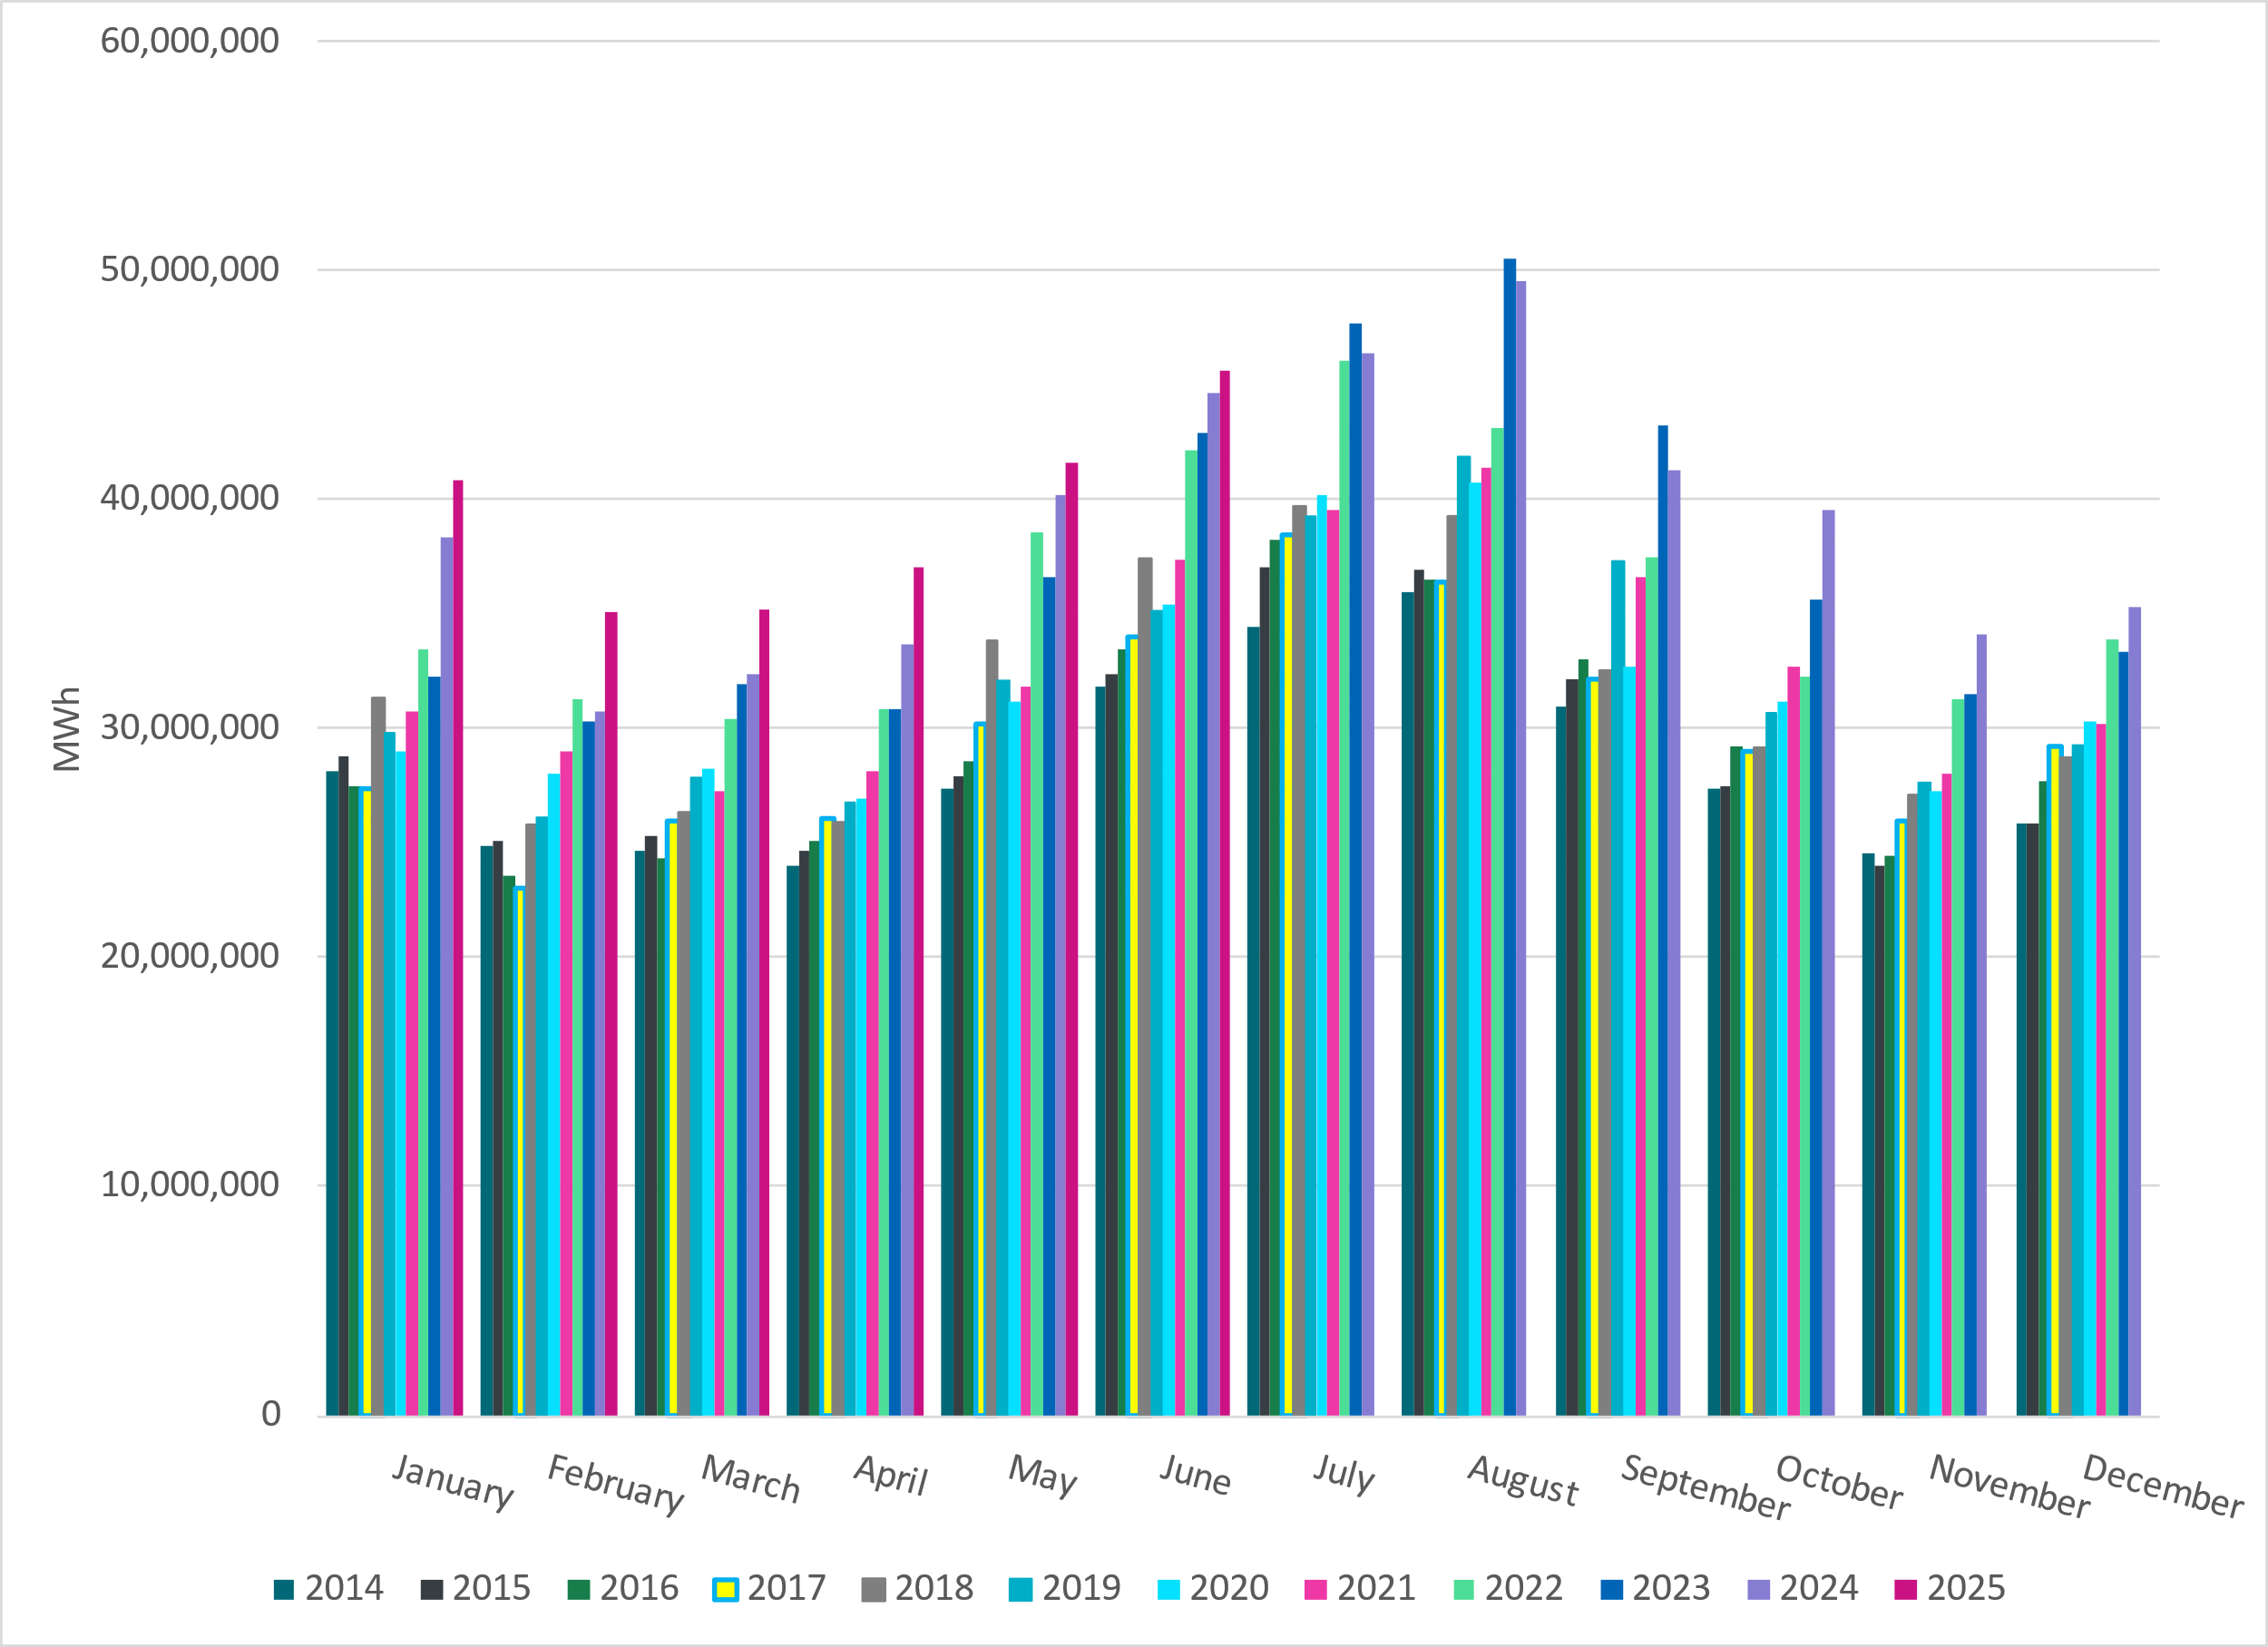 60,000,000
50,000,000
40,000,000
30,000,000
20,000,000
10,000,000
0
MWh
January February March April May June July August September October November December
2014 2015 2016 2017 2018 2019 2020 2021 2022 2023 2024 2025